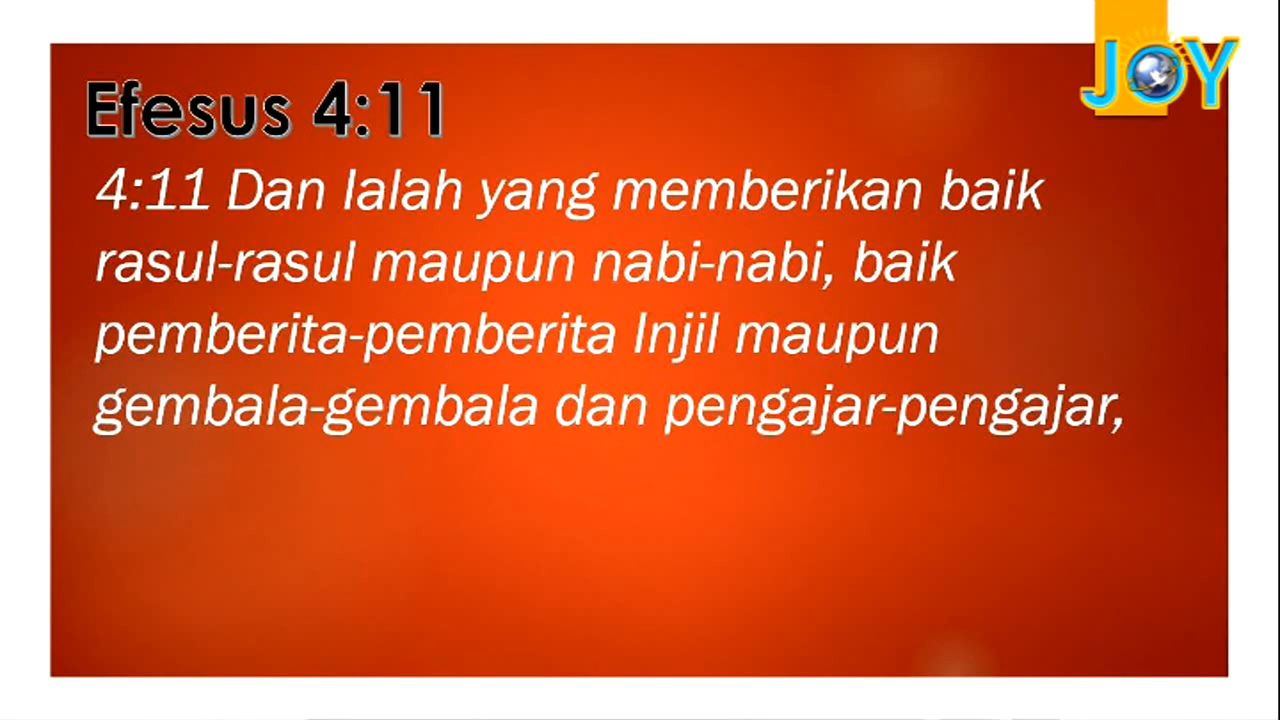 JOY
Efesus 4:11
4:11 Dan Ialah yang memberikan baik
rasul-rasul maupun nabi-nabi, baik
pemberita-pemberita Injil maupun
gembala-gembala dan pengajar-pengajar,